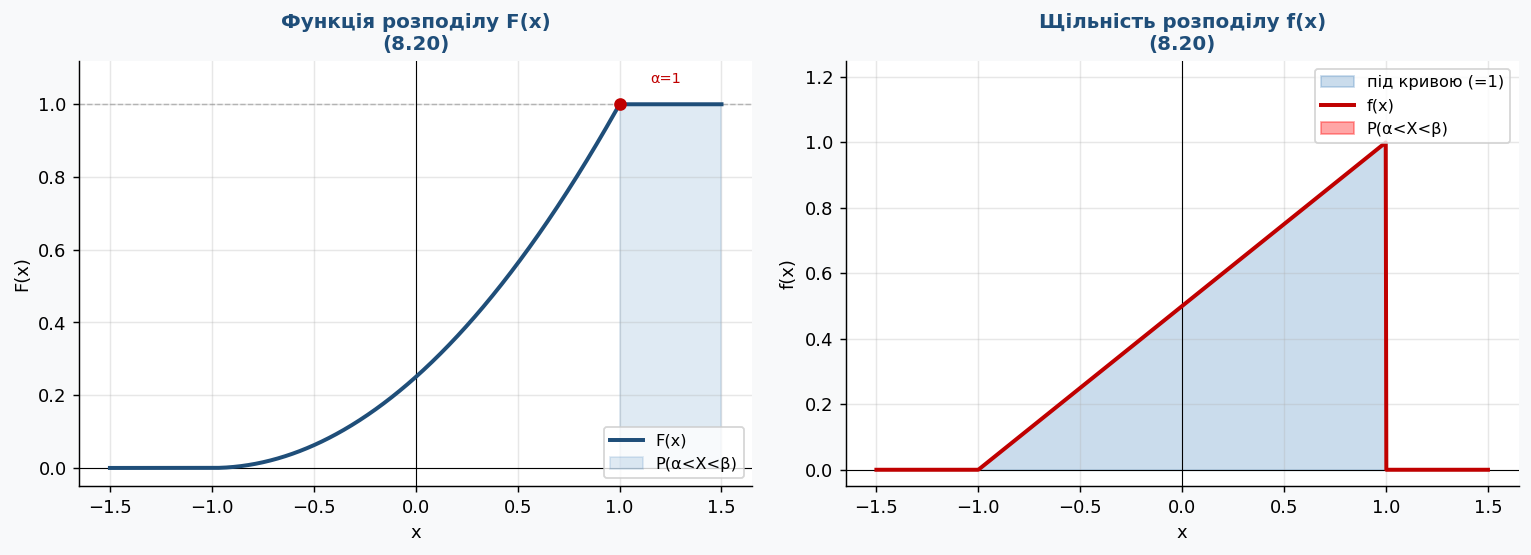 Функція розподілу F(x)
(8.20)
α=1
1.0
0.8
0.6
0.4
0.2
0.0
F(x)
F(x)
P(α<X<β)
−1.5 −1.0 −0.5 0.0 0.5 1.0 1.5
x
Щільність розподілу f(x)
(8.20)
під кривою (=1)
f(x)
P(α<X<β)
1.2
1.0
0.8
0.6
0.4
0.2
0.0
f(x)
−1.5 −1.0 −0.5 0.0 0.5 1.0 1.5
x